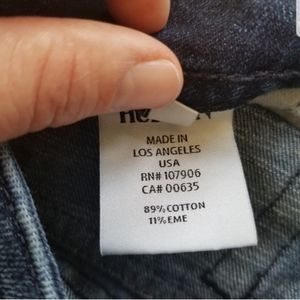 MADE IN
LOS ANGELES
USA
RN# 107906
CA# 00635
89% COTTON
11% EME